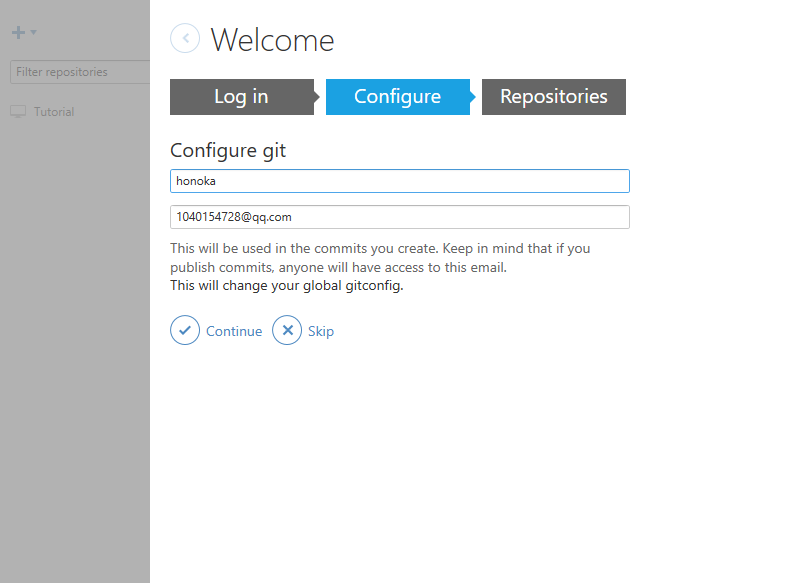 Welcome
Filter repositories
Tutorial
Log in
Configure
Repositories
Configure git
honoka
1040154728@qq.com
This will be used in the commits you create. Keep in mind that if you
publish commits, anyone will have access to this email.
This will change your global gitconfig.
Continue
Skip